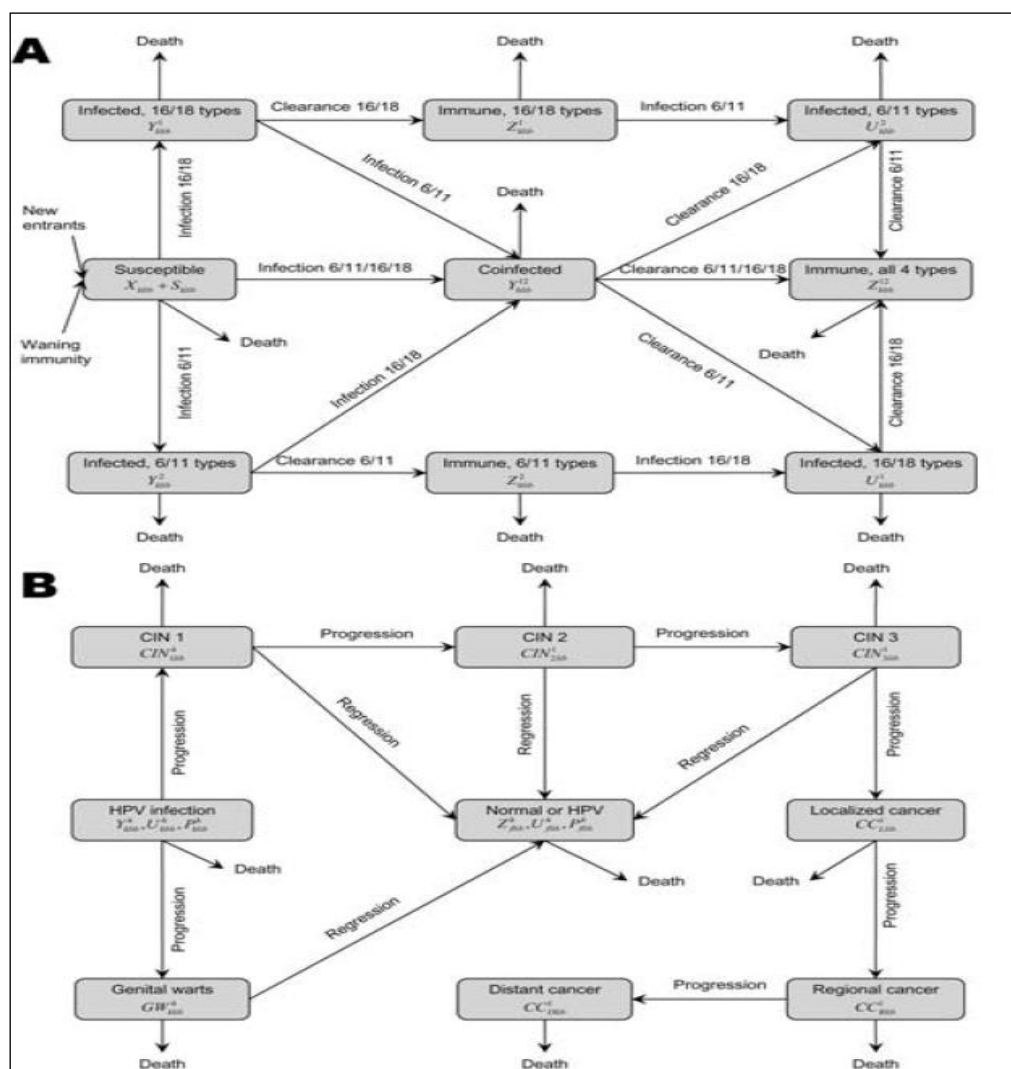 A
Death
Death
Death
Infected, 16/18 types
Clearance 16/18
Immune, 16/18 types
Infection 6/11
Infected, 6/11 types
Infection 16/18
Infection 6/11
Death
Clearance 16/18
Clearance 6/11
New
entrants
Susceptible
Infection 6/11/16/18
Coinfected
Clearance 6/11/16/18
Immune, all 4 types
Waning
immunity
Death
Death
Infection 6/11
Infection 16/18
Clearance 6/11
Clearance 16/18
Infected, 6/11 types
Clearance 6/11
Immune, 6/11 types
Infection 16/18
Infected, 16/18 types
Death
Death
Death
B
Death
Death
Death
CIN 1
Progression
CIN 2
Progression
CIN 3
Progression
Regression
Regression
Regression
Progression
HPV infection
Normal or HPV
Localized cancer
Death
Death
Death
Progression
Regression
Progression
Genital warts
Distant cancer
Progression
Regional cancer
Death
Death
Death